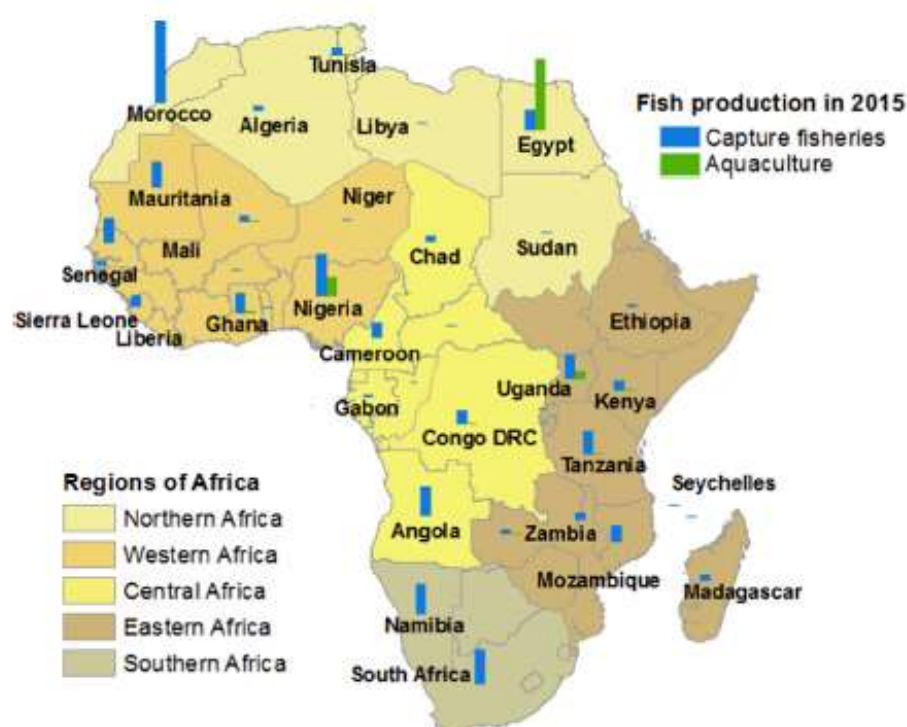 Tunisia
Morocco
Algeria
Libya
Egypt
Fish production in 2015
Capture fisheries
Aquaculture
Mauritania
Niger
Mali
Chad
Sudan
Senegal
Nigeria
Sierra Leone
Ghana
Liberia
Ethiopia
Cameroon
Uganda
Kenya
Gabon
Congo DRC
Tanzania
Seychelles
Regions of Africa
Northern Africa
Western Africa
Central Africa
Eastern Africa
Southern Africa
Angola
Zambia
Mozambique
Madagascar
Namibia
South Africa